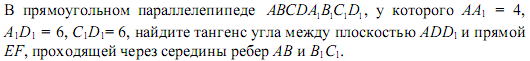 В прямоугольном параллелепипеде ABCDA₁B₁C₁D₁, у которого AA₁ = 4,
A₁D₁ = 6, C₁D₁= 6, найдите тангенс угла между плоскостью ADD₁ и прямой
EF, проходящей через середины ребер AB и B₁C₁.